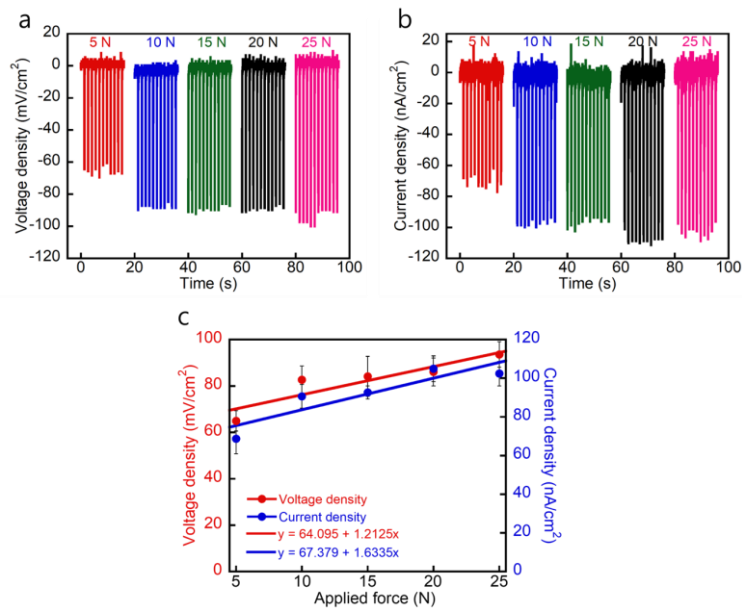 a
5 N 10 N 15 N 20 N 25 N
20
0
-20
-40
-60
-80
-100
-120
Voltage density (mV/cm²)
0 20 40 60 80 100
Time (s)
b
5 N 10 N 15 N 20 N 25 N
20
0
-20
-40
-60
-80
-100
-120
Current density (nA/cm²)
0 20 40 60 80 100
Time (s)
c
100
80
60
40
20
0
Voltage density (mV/cm²)
120
100
80
60
40
20
0
Current density (nA/cm²)
Voltage density
Current density
y = 64.095 + 1.2125x
y = 67.379 + 1.6335x
5 10 15 20 25
Applied force (N)